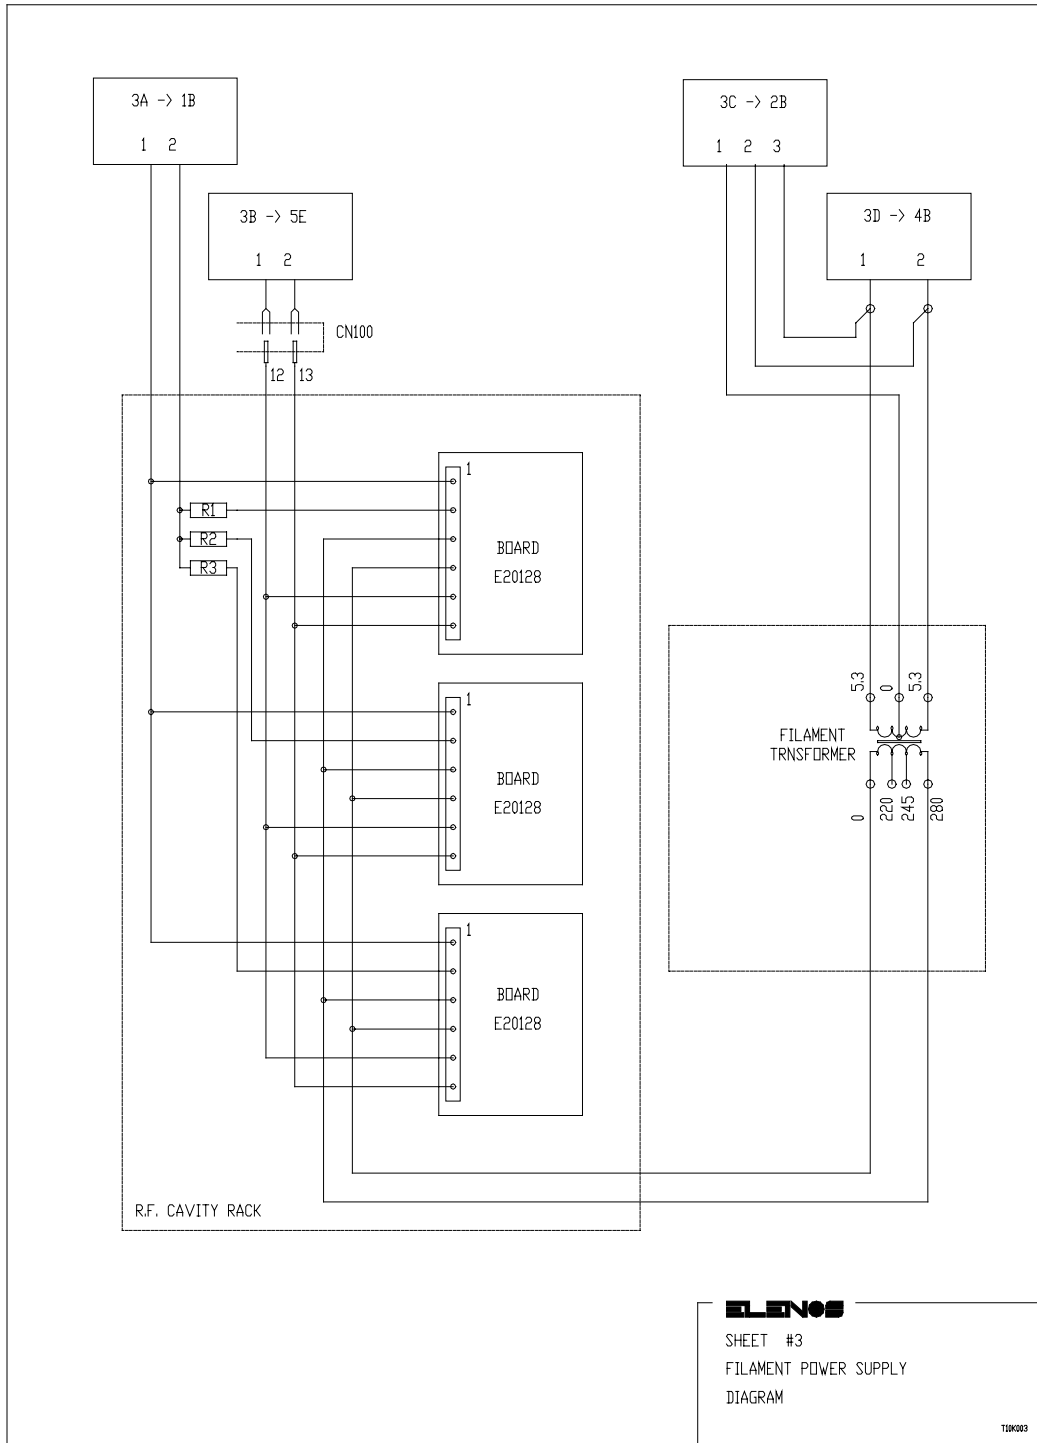 3A -> 1B
1 2
3B -> 5E
1 2
CN100
12 13
3C -> 2B
1 2 3
3D -> 4B
1 2
R1
R2
R3
1
BOARD
E20128
1
BOARD
E20128
1
BOARD
E20128
R.F. CAVITY RACK
5.3 0 5.3
FILAMENT
TRNSFORMER
0 220 245 280
ELENOS
SHEET #3
FILAMENT POWER SUPPLY
DIAGRAM
T10K003